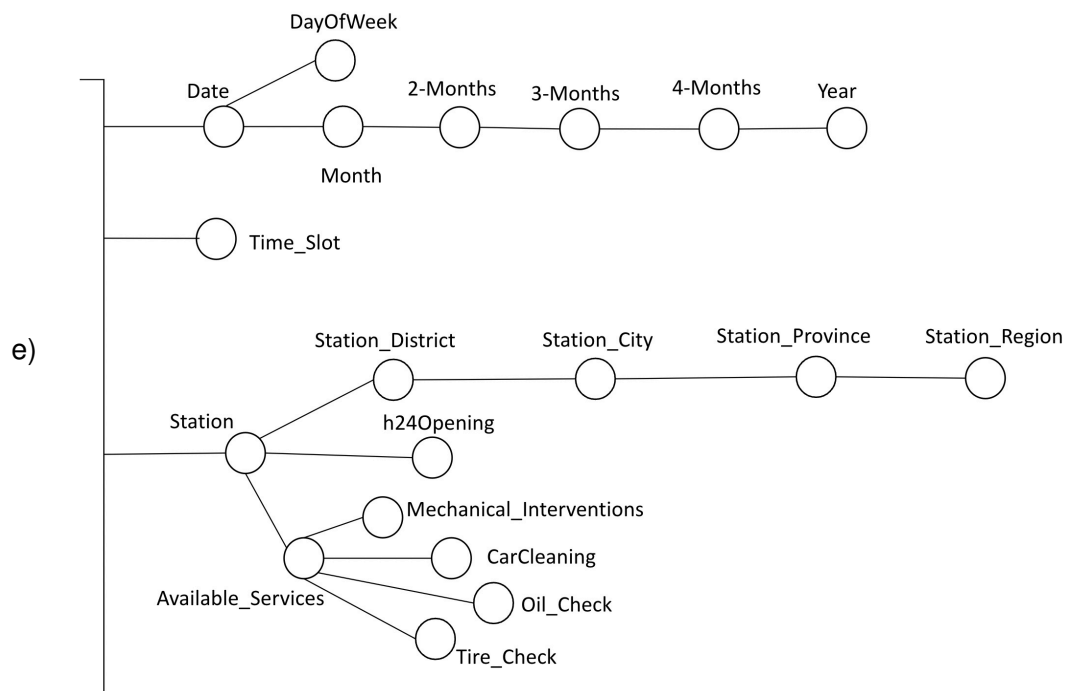 DayOfWeek
Date
2-Months
3-Months
4-Months
Year
Month
Time_Slot
e)
Station_District
Station_City
Station_Province
Station_Region
Station
h24Opening
Mechanical_Interventions
CarCleaning
Available_Services
Oil_Check
Tire_Check